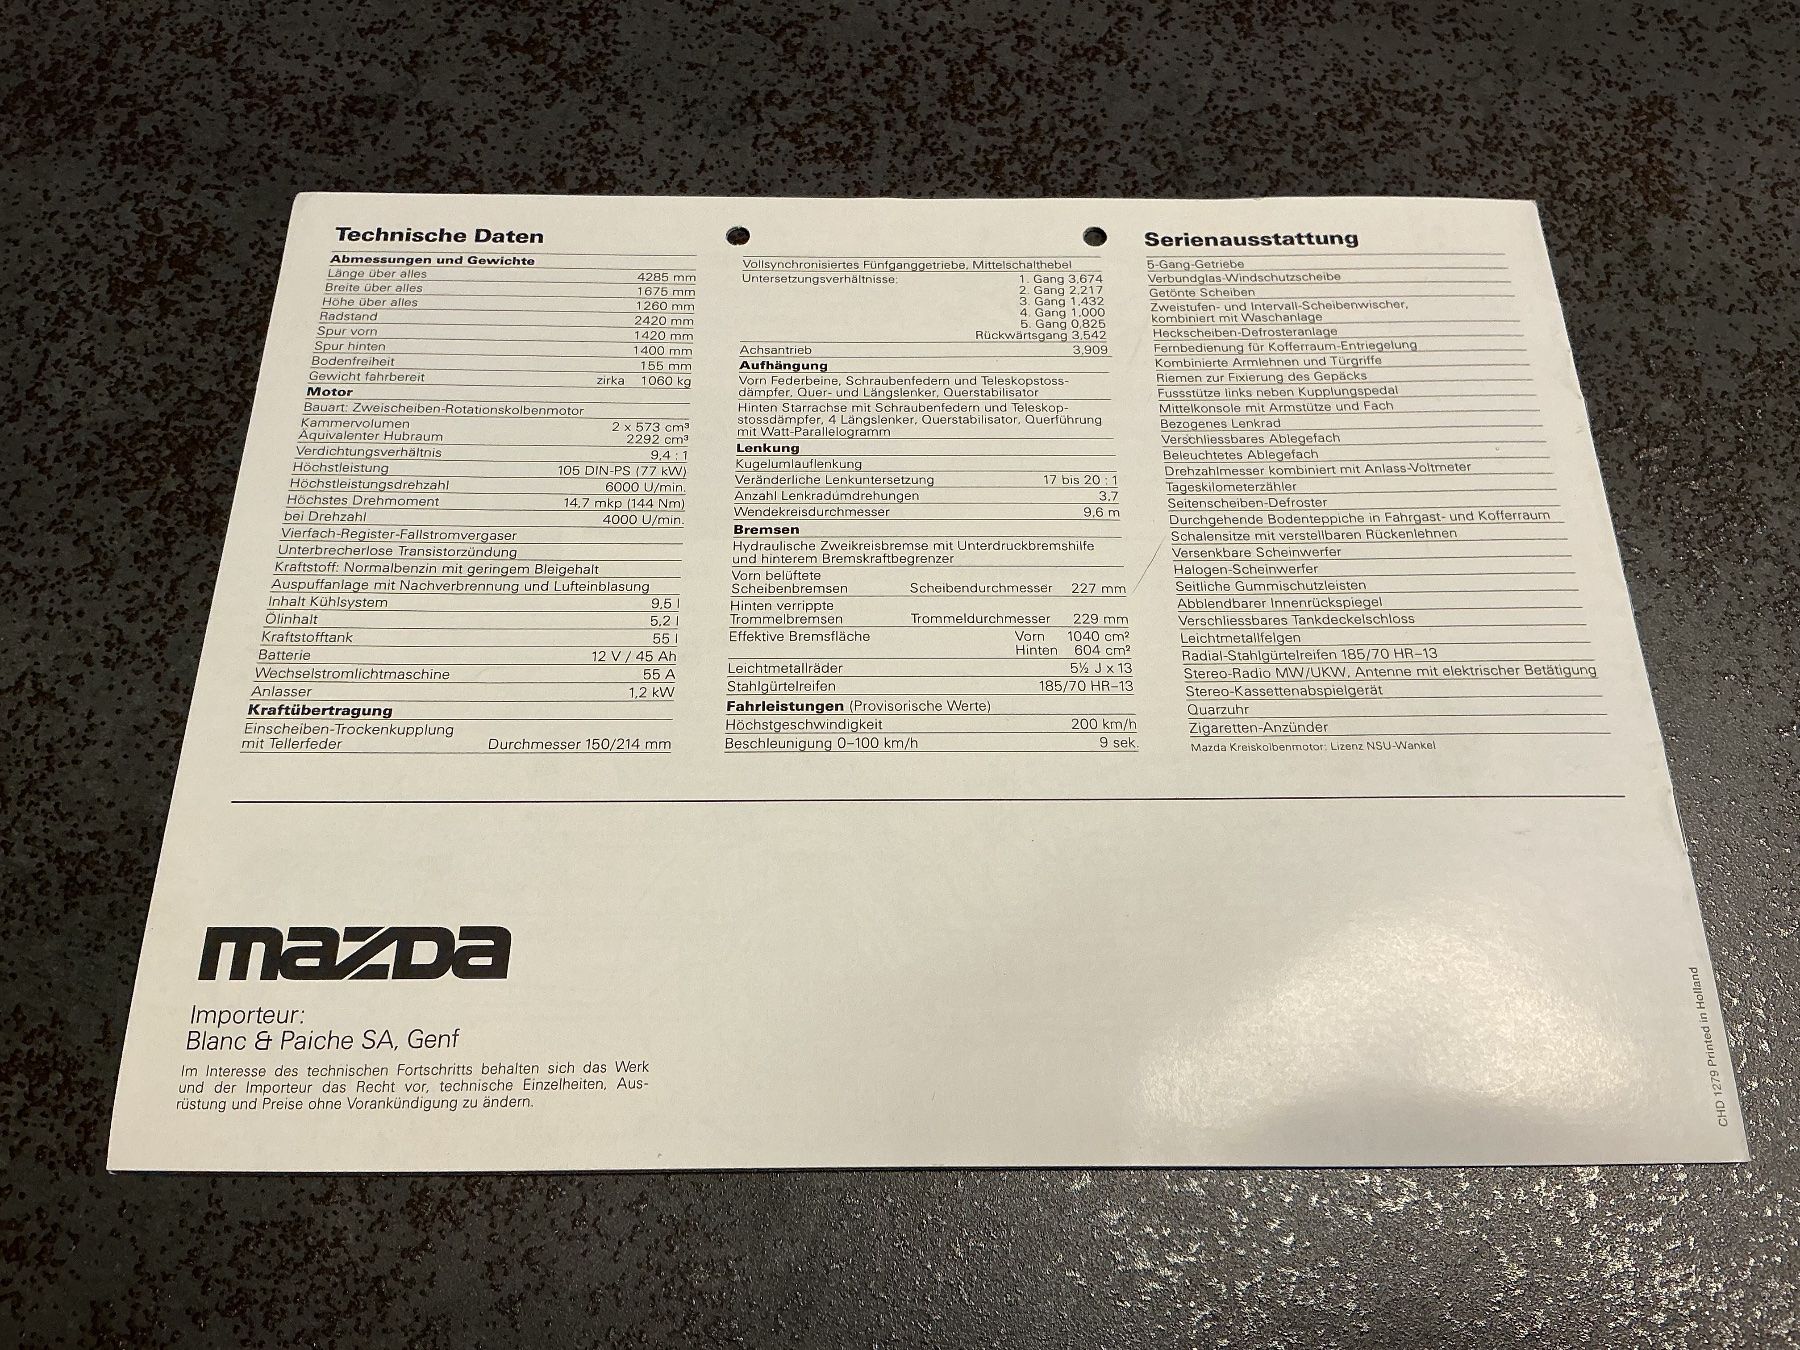 Technische Daten
Abmessungen und Gewichte
Länge über alles 4285 mm
Breite über alles 1675 mm
Höhe über alles 1260 mm
Radstand 2420 mm
Spur vorn 1420 mm
Spur hinten 1400 mm
Bodenfreiheit 155 mm
Gewicht fahrbereit zirka 1060 kg
Motor
Bauart: Zweischeiben-Rotationskolbenmotor
Kammervolumen 2 x 573 cm³
Äquivalenter Hubraum 2292 cm³
Verdichtungsverhältnis 9,4 : 1
Höchstleistung 105 DIN-PS (77 kW)
Höchstleistungsdrehzahl 6000 U/min.
Höchstes Drehmoment 14,7 mkp (144 Nm)
bei Drehzahl 4000 U/min.
Vierfach-Register-Fallstromvergaser
Unterbrecherlose Transistorzündung
Kraftstoff: Normalbenzin mit geringem Bleigehalt
Auspuffanlage mit Nachverbrennung und Lufteinblasung
Inhalt Kühlsystem 9,5 l
Ölinhalt 5,2 l
Kraftstofftank 55 l
Batterie 12 V / 45 Ah
Wechselstromlichtmaschine 55 A
Anlasser 1,2 kW
Kraftübertragung
Einscheiben-Trockenkupplung
mit Tellerfeder Durchmesser 150/214 mm
Vollsynchronisiertes Fünfganggetriebe, Mittelschalthebel
Untersetzungsverhältnisse: 1. Gang 3,674
2. Gang 2,217
3. Gang 1,432
4. Gang 1,000
5. Gang 0,825
Rückwärtsgang 3,542
Achsantrieb 3,909
Aufhängung
Vorn Federbeine, Schraubenfedern und Teleskopstoss-
dämpfer, Quer- und Längslenker, Querstabilisator
Hinten Starrachse mit Schraubenfedern und Teleskop-
stossdämpfer, 4 Längslenker, Querstabilisator, Querführung
mit Watt-Parallelogramm
Lenkung
Kugelumlauflenkung
Veränderliche Lenkuntersetzung 17 bis 20 : 1
Anzahl Lenkradumdrehungen 3,7
Wendekreisdurchmesser 9,6 m
Bremsen
Hydraulische Zweikreisbremse mit Unterdruckbremshilfe
und hinterem Bremskraftbegrenzer
Vorn belüftete
Scheibenbremsen Scheibendurchmesser 227 mm
Hinten verrippte
Trommelbremsen Trommeldurchmesser 229 mm
Effektive Bremsfläche Vorn 1040 cm²
Hinten 604 cm²
Leichtmetallräder 5½ J x 13
Stahlgürtelreifen 185/70 HR-13
Fahrleistungen (Provisorische Werte)
Höchstgeschwindigkeit 200 km/h
Beschleunigung 0–100 km/h 9 sek.
Serienausstattung
5-Gang-Getriebe
Verbundglas-Windschutzscheibe
Getönte Scheiben
Zweistufen- und Intervall-Scheibenwischer,
kombiniert mit Waschanlage
Heckscheiben-Defrosteranlage
Fernbedienung für Kofferraum-Entriegelung
Kombinierte Armlehnen und Türgriffe
Riemen zur Fixierung des Gepäcks
Fussstütze links neben Kupplungspedal
Mittelkonsole mit Armstütze und Fach
Bezogenes Lenkrad
Verschliessbares Ablegefach
Beleuchtetes Ablegefach
Drehzahlmesser kombiniert mit Anlass-Voltmeter
Tageskilometerzähler
Seitenscheiben-Defroster
Durchgehende Bodenteppiche in Fahrgast- und Kofferraum
Schalensitze mit verstellbaren Rückenlehnen
Versenkbare Scheinwerfer
Halogen-Scheinwerfer
Seitliche Gummischutzleisten
Abblendbarer Innenrückspiegel
Verschliessbares Tankdeckelschloss
Leichtmetallfelgen
Radial-Stahlgürtelreifen 185/70 HR-13
Stereo-Radio MW/UKW, Antenne mit elektrischer Betätigung
Stereo-Kassettenabspielgerät
Quarzuhr
Zigaretten-Anzünder
Mazda Kreiskolbenmotor: Lizenz NSU-Wankel
mazda
Importeur:
Blanc & Paiche SA, Genf
Im Interesse des technischen Fortschritts behalten sich das Werk
und der Importeur das Recht vor, technische Einzelheiten, Aus-
rüstung und Preise ohne Vorankündigung zu ändern.
CHD 1279 Printed in Holland